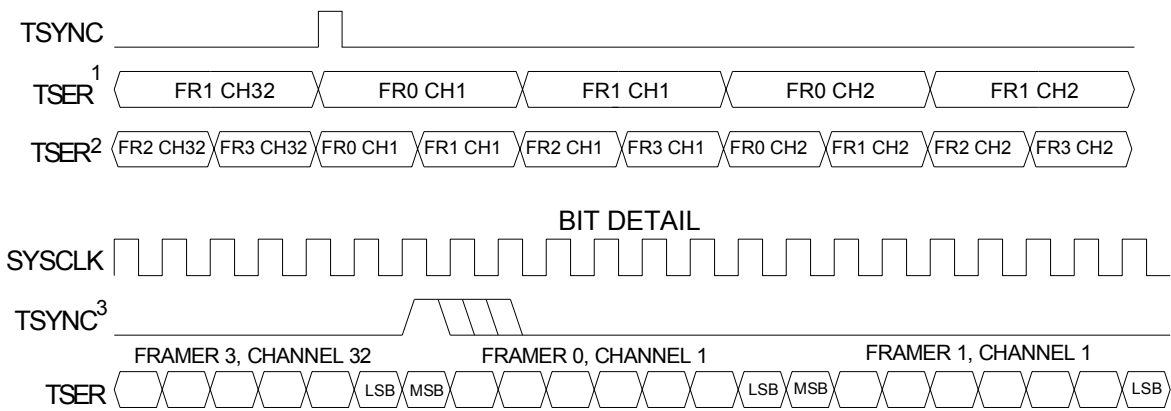 TSYNC
TSER¹ FR1 CH32 FR0 CH1 FR1 CH1 FR0 CH2 FR1 CH2
TSER² FR2 CH32 FR3 CH32 FR0 CH1 FR1 CH1 FR2 CH1 FR3 CH1 FR0 CH2 FR1 CH2 FR2 CH2 FR3 CH2
BIT DETAIL
SYSCLK
TSYNC³
FRAMER 3, CHANNEL 32 FRAMER 0, CHANNEL 1 FRAMER 1, CHANNEL 1
TSER LSB MSB LSB MSB LSB